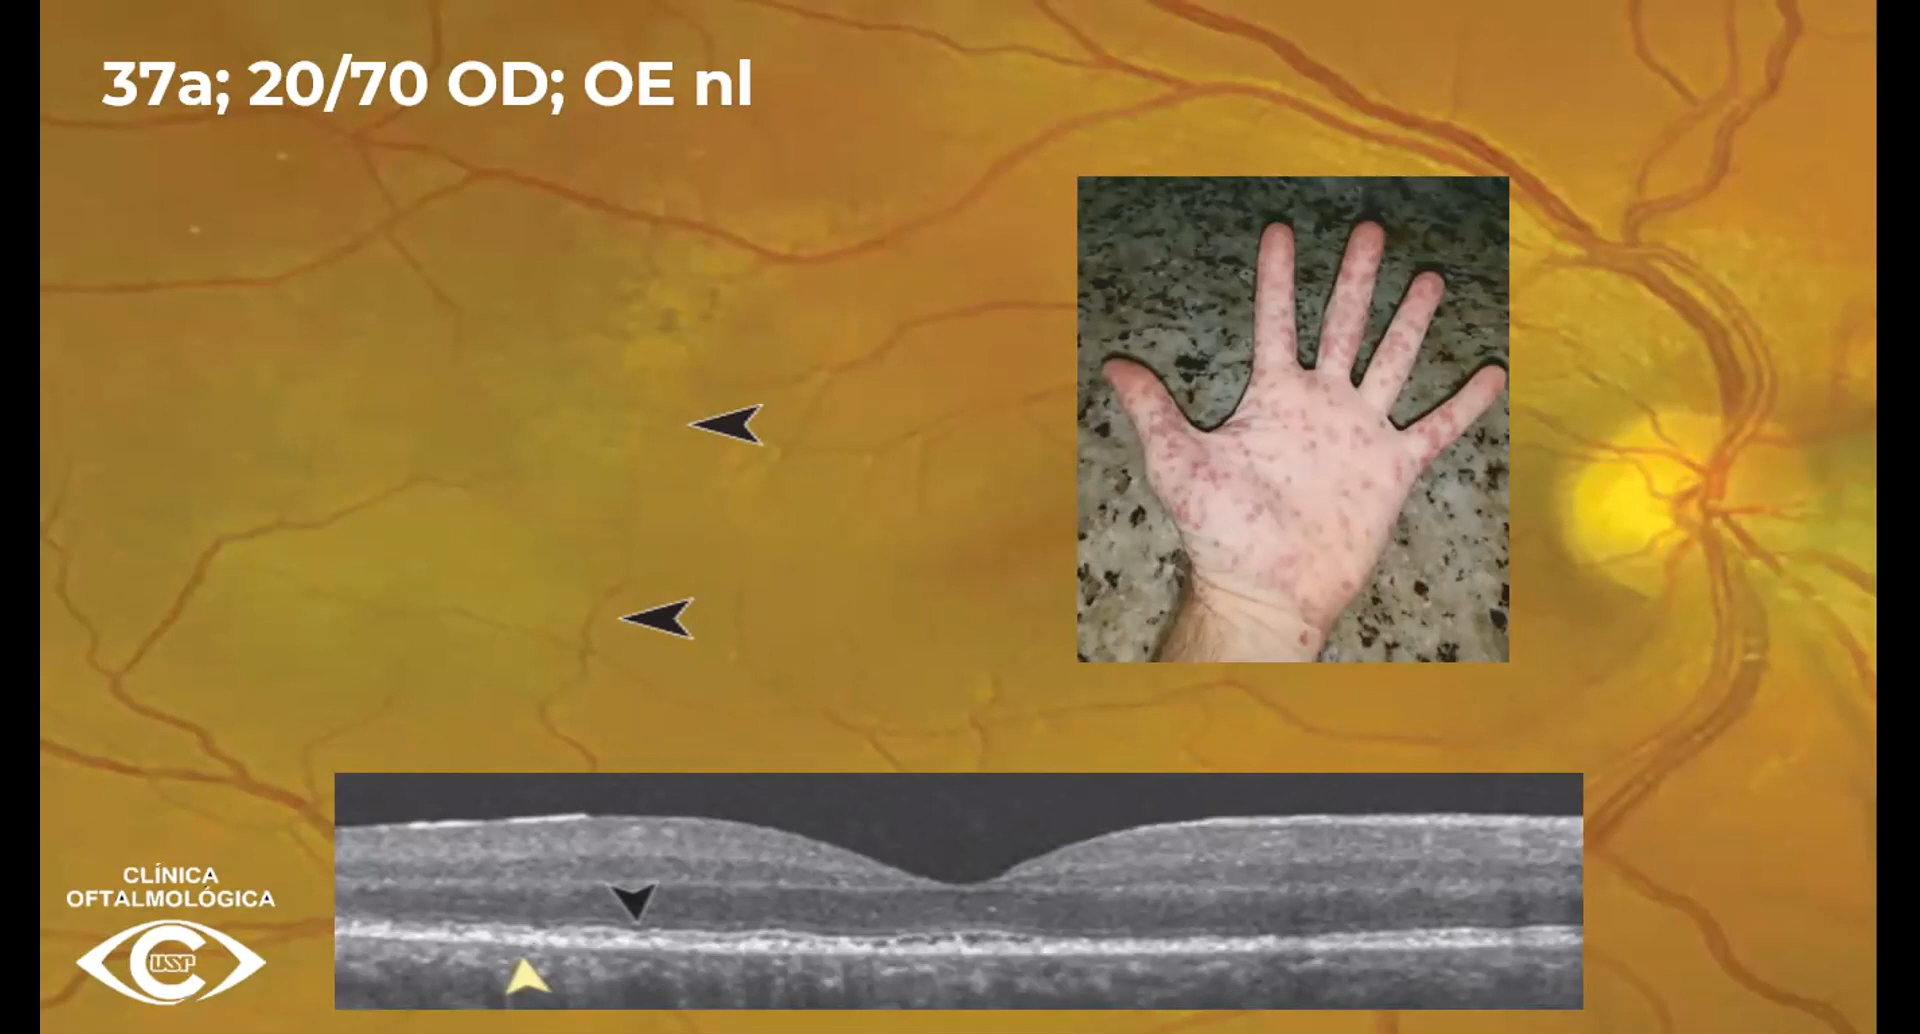 37a; 20/70 OD; OE nl
CLÍNICA
OFTALMOLÓGICA
USP